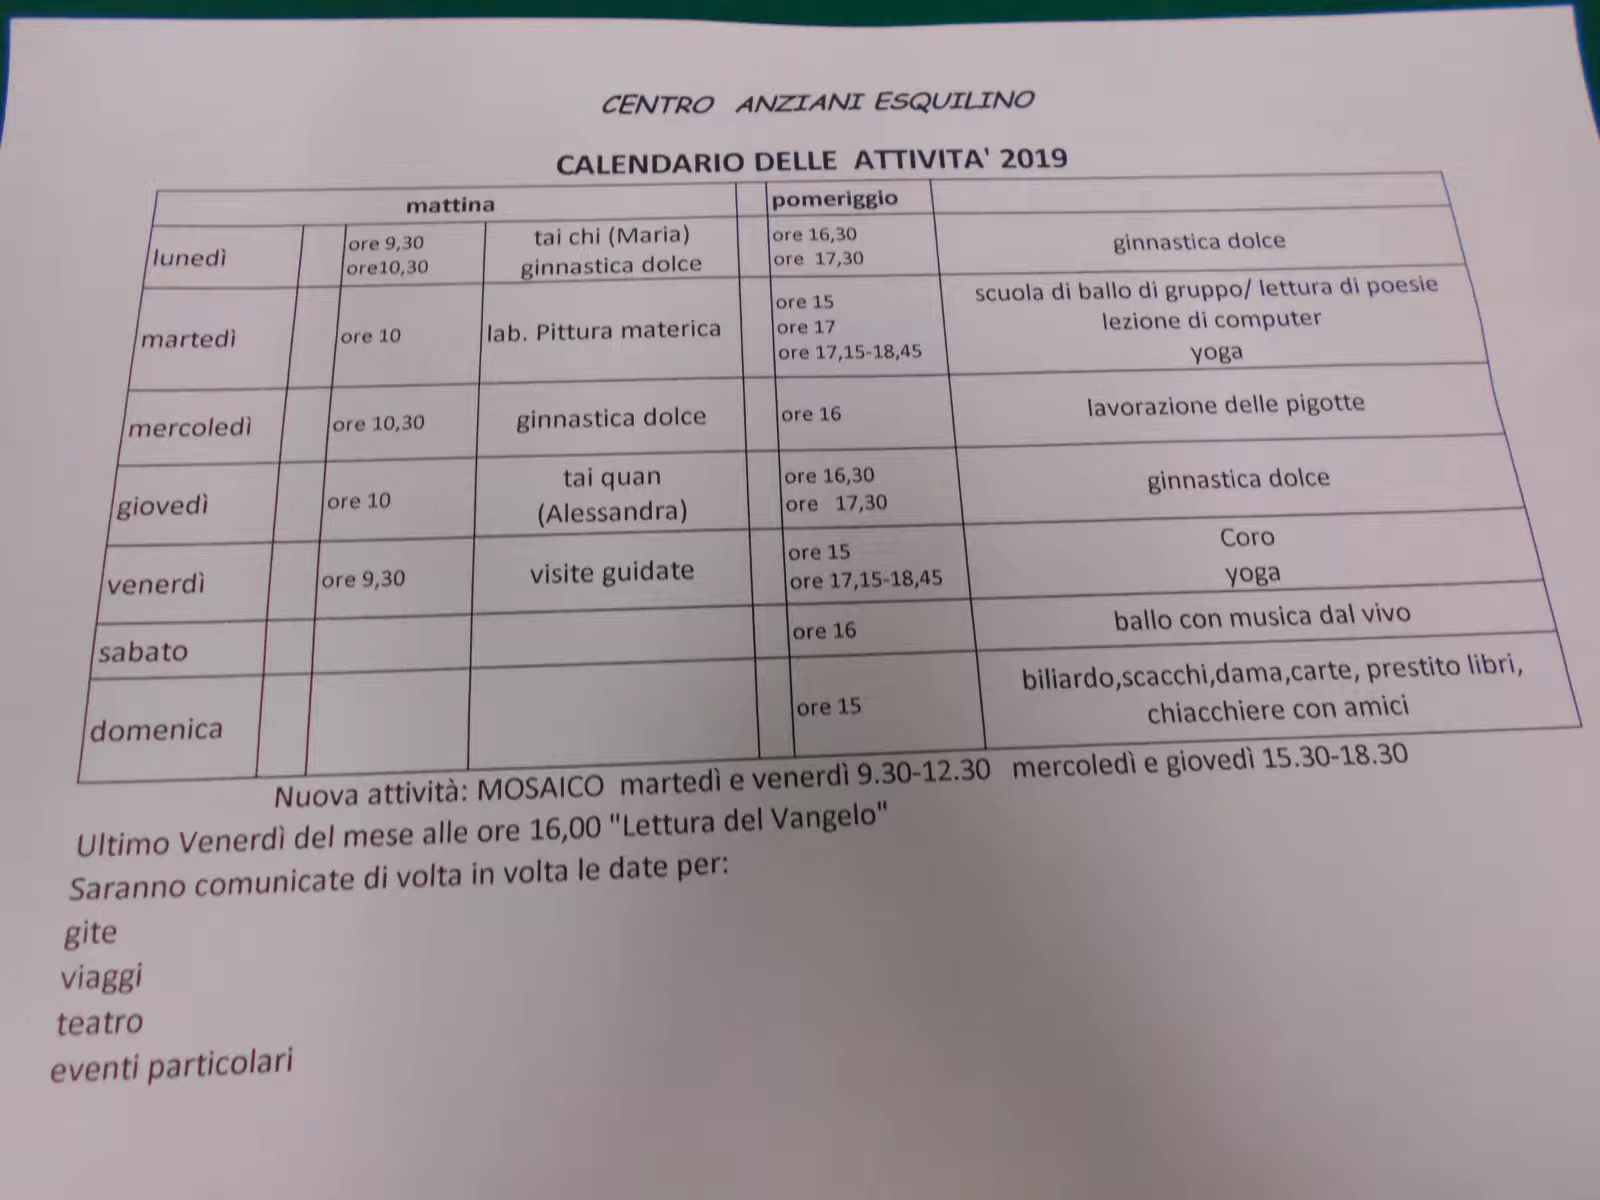 CENTRO ANZIANI ESQUILINO
CALENDARIO DELLE ATTIVITA' 2019
mattina pomeriggio
lunedì ore 9,30 tai chi (Maria) ore 16,30 ginnastica dolce
ore10,30 ginnastica dolce ore 17,30
martedì ore 10 lab. Pittura materica ore 15 scuola di ballo di gruppo/ lettura di poesie
ore 17 lezione di computer
ore 17,15-18,45 yoga
mercoledì ore 10,30 ginnastica dolce ore 16 lavorazione delle pigotte
giovedì ore 10 tai quan ore 16,30 ginnastica dolce
(Alessandra) ore 17,30
venerdì ore 9,30 visite guidate ore 15 Coro
ore 17,15-18,45 yoga
sabato ore 16 ballo con musica dal vivo
domenica ore 15 biliardo,scacchi,dama,carte, prestito libri,
chiacchiere con amici
Nuova attività: MOSAICO martedì e venerdì 9.30-12.30 mercoledì e giovedì 15.30-18.30
Ultimo Venerdì del mese alle ore 16,00 "Lettura del Vangelo"
Saranno comunicate di volta in volta le date per:
gite
viaggi
teatro
eventi particolari